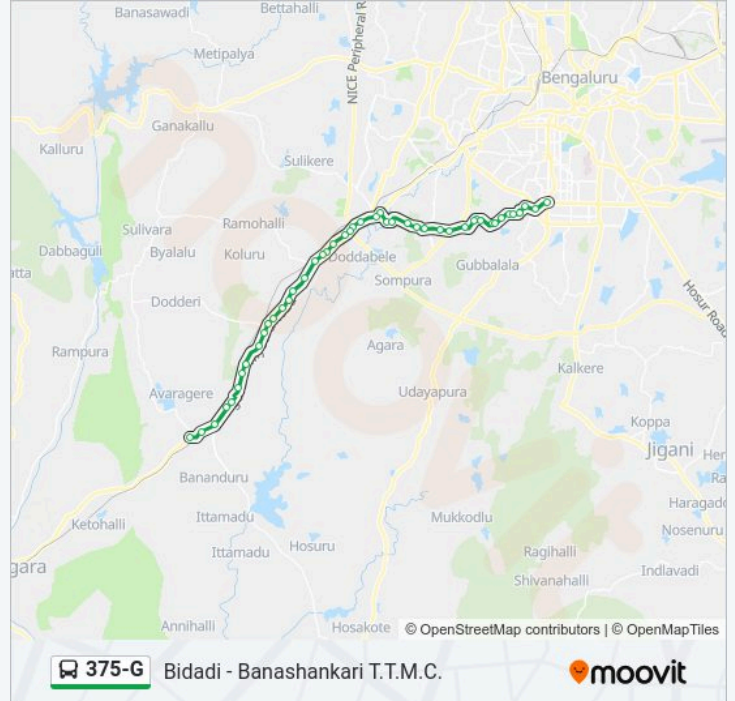 Banasawadi
Bettahalli
Metipalya
NICE Peripheral R
Bengaluru
Ganakallu
Kalluru
Sulikere
Sulivara
Ramohalli
Dabbaguli
Byalalu
Koluru
Doddabele
Gubbalala
atta
Sompura
Dodderi
Hosur Road
Rampura
Agara
Kalkere
Avaragere
Udayapura
Koppa
Jigani
Her
Bananduru
Ra
Haragadd
Ketohalli
Ittamadu
Mukkodlu
Nosenuru
Ittamadu
Hosuru
Ragihalli
gara
Shivanahalli
Indlavadi
Annihalli
Hosakote
© OpenStreetMap contributors | © OpenMapTiles
375-G Bidadi - Banashankari T.T.M.C. moovit